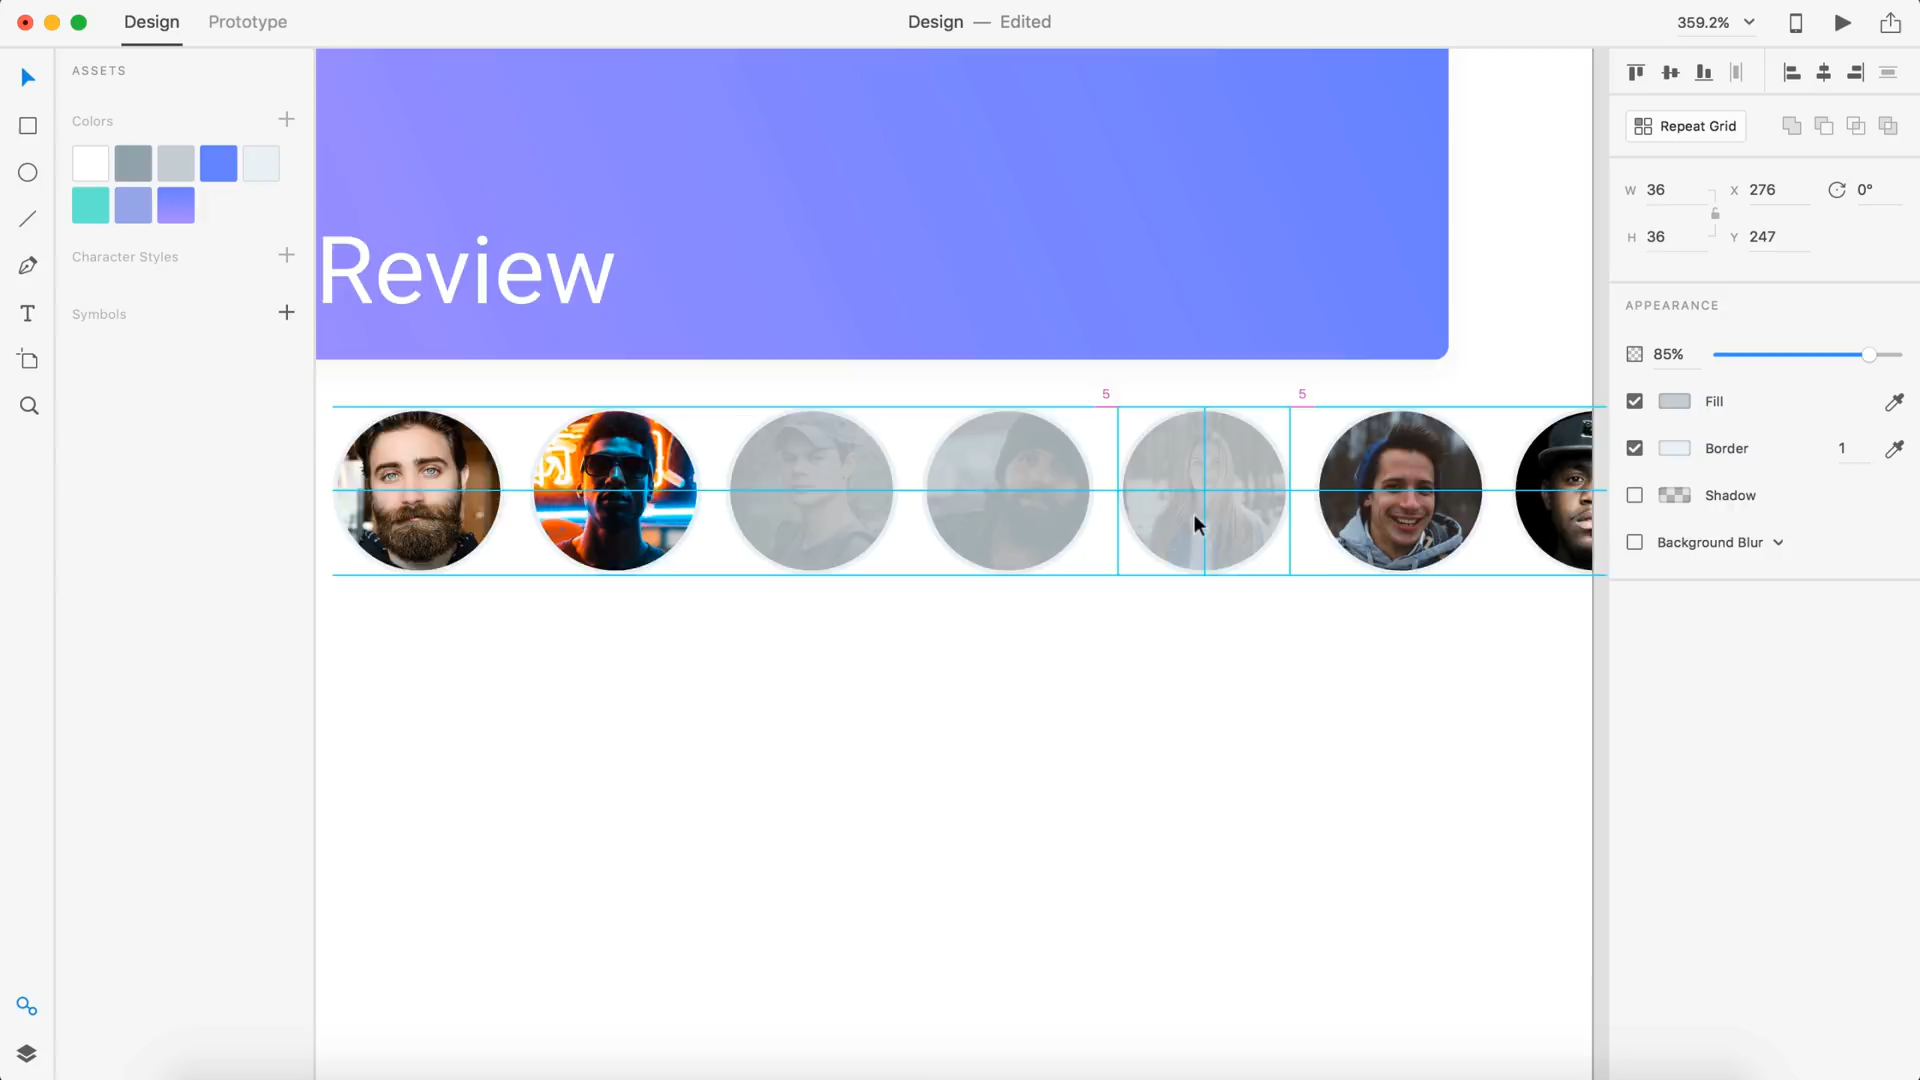 Design Prototype Design — Edited 359.2%
ASSETS
Colors
Character Styles
Symbols
Review
5 5
Repeat Grid
W 36 X 276 0°
H 36 Y 247
APPEARANCE
85%
Fill
Border 1
Shadow
Background Blur